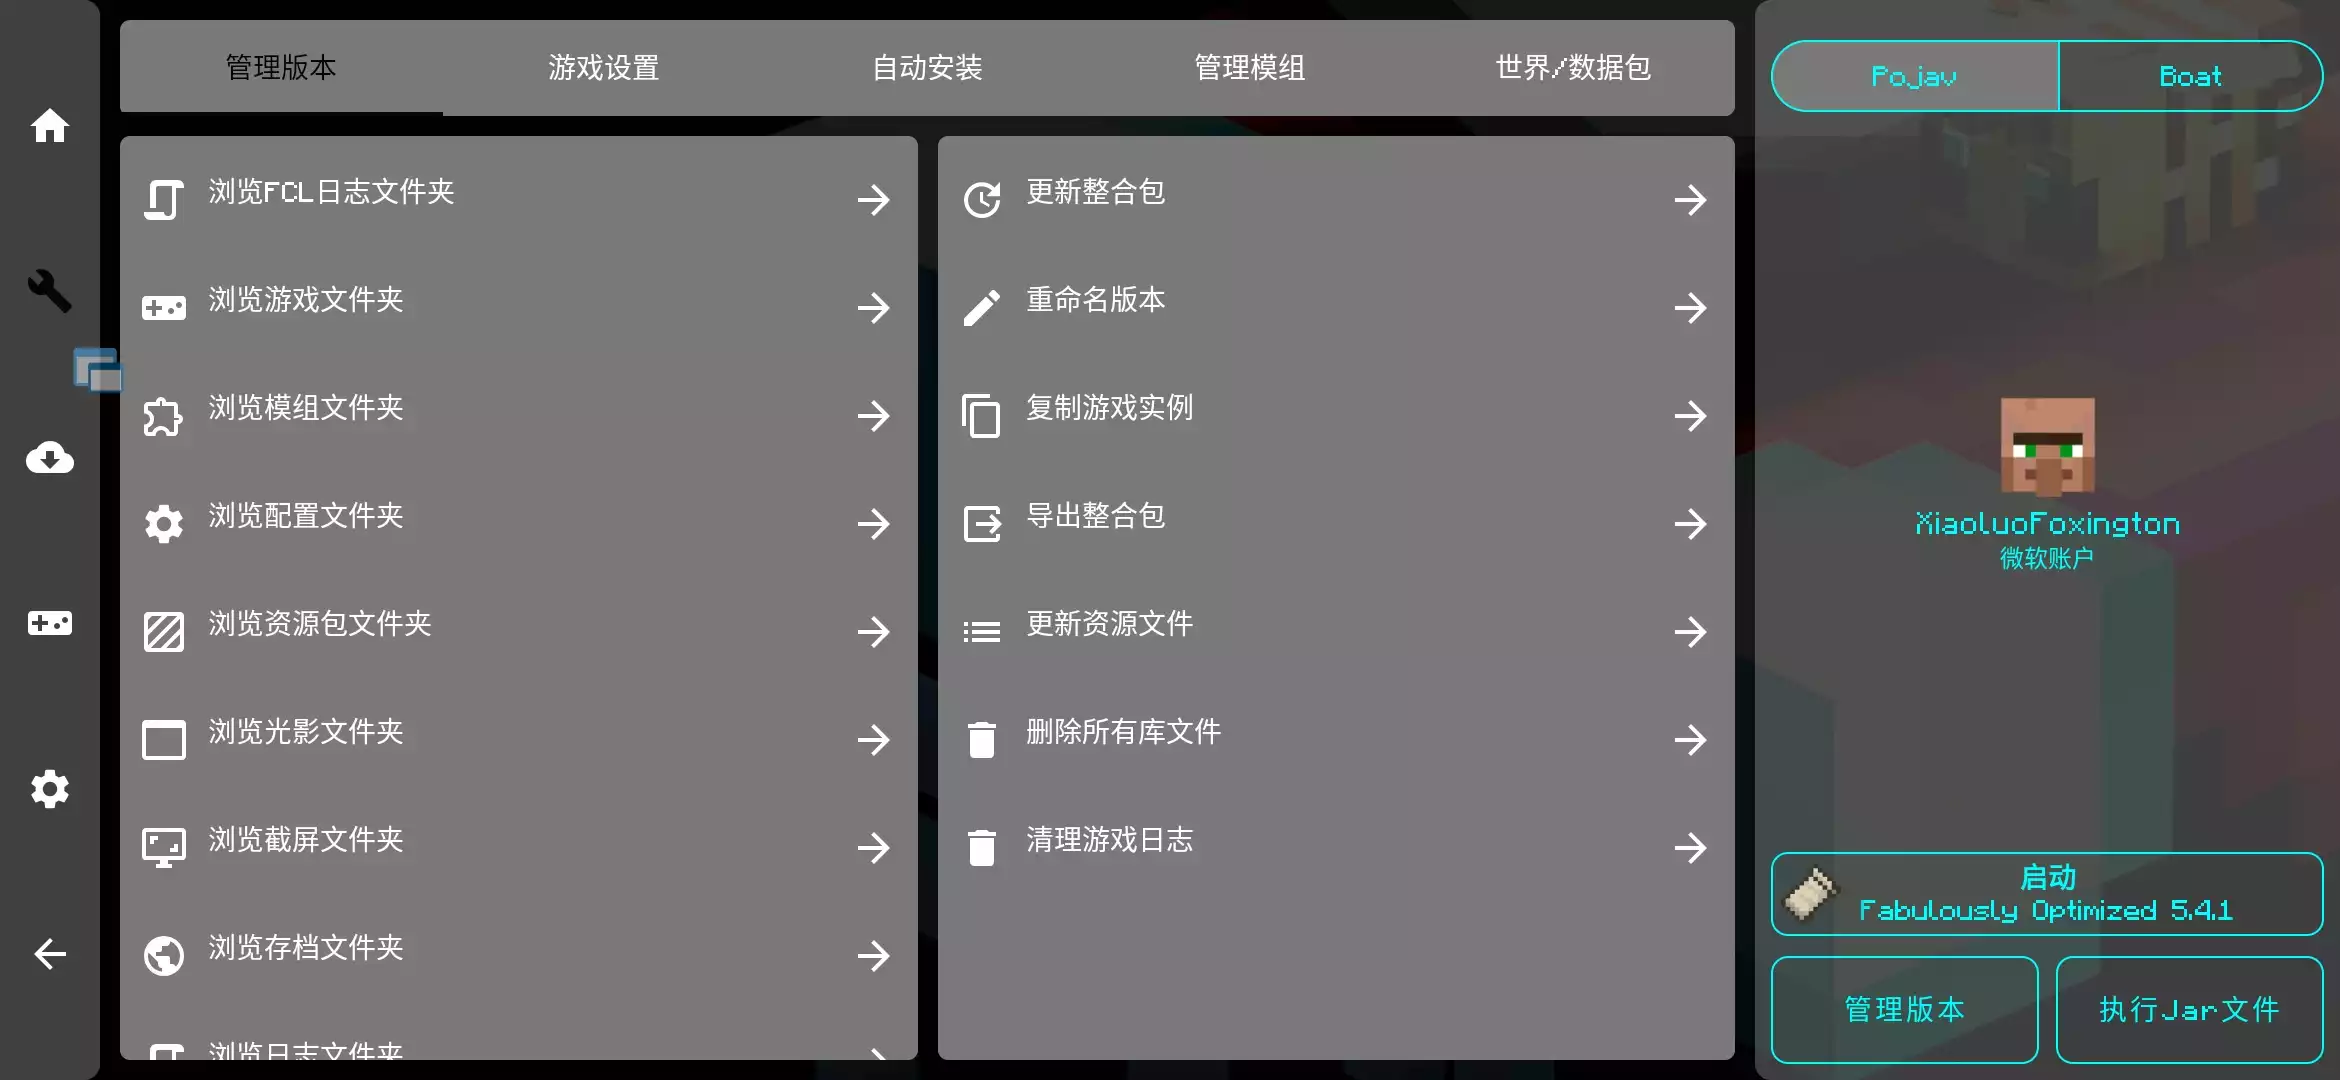 管理版本
游戏设置
自动安装
管理模组
世界/数据包
浏览FCL日志文件夹
浏览游戏文件夹
浏览模组文件夹
浏览配置文件夹
浏览资源包文件夹
浏览光影文件夹
浏览截屏文件夹
浏览存档文件夹
浏览日志文件夹
更新整合包
重命名版本
复制游戏实例
导出整合包
更新资源文件
删除所有库文件
清理游戏日志
Pojav
Boat
XiaoluoFoxington
微软账户
启动
Fabulously Optimized 5.4.1
管理版本
执行Jar文件